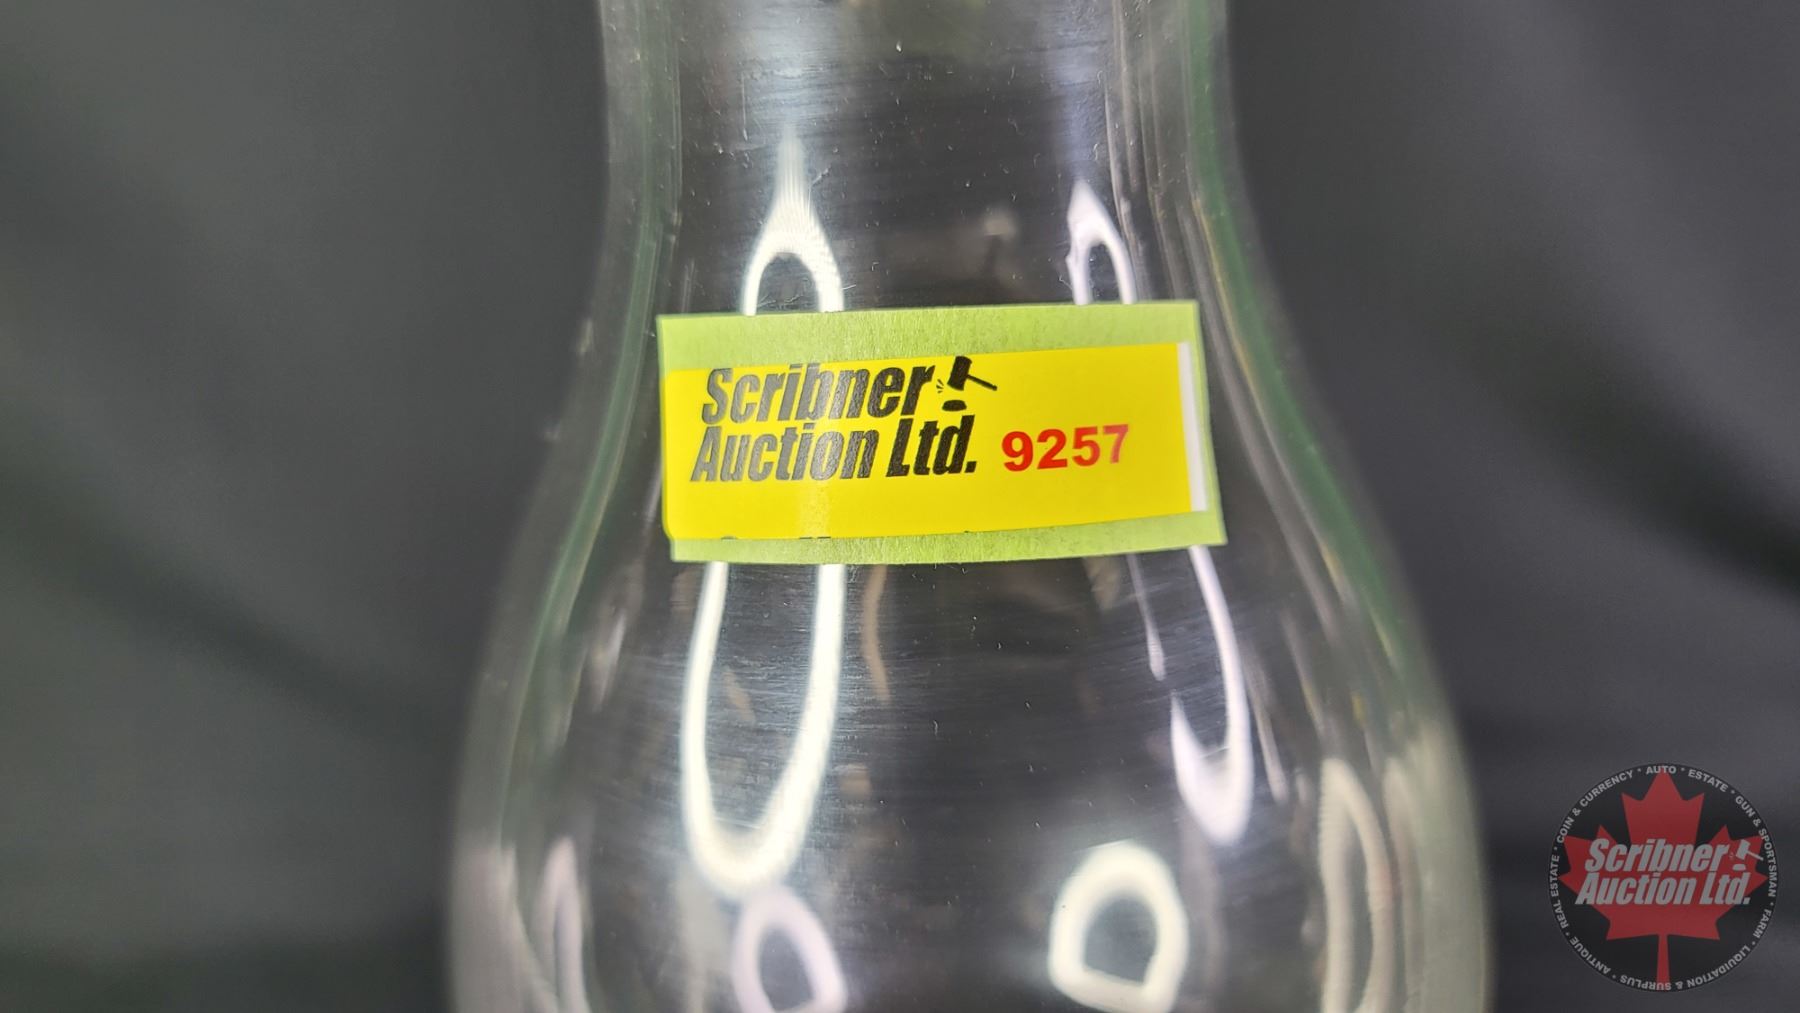 Scribner
Auction Ltd. 9257
COIN & CURRENCY * AUTO * ESTATE * GUN & SPORTSMAN * FARM * LIQUIDATION & SURPLUS * ANTIQUE * REAL ESTATE *
Scribner
Auction Ltd.